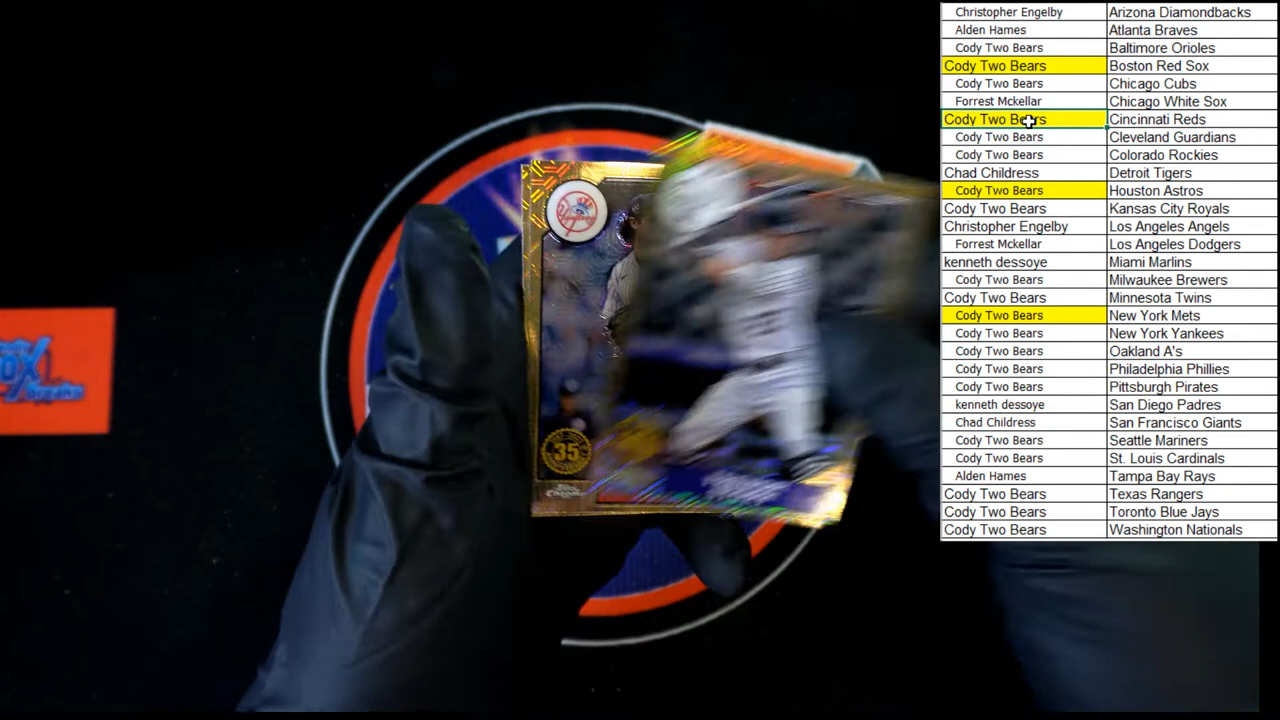 Christopher Engelby Arizona Diamondbacks
Alden Hames Atlanta Braves
Cody Two Bears Baltimore Orioles
Cody Two Bears Boston Red Sox
Cody Two Bears Chicago Cubs
Forrest Mckellar Chicago White Sox
Cody Two Bears Cincinnati Reds
Cody Two Bears Cleveland Guardians
Cody Two Bears Colorado Rockies
Chad Childress Detroit Tigers
Cody Two Bears Houston Astros
Cody Two Bears Kansas City Royals
Christopher Engelby Los Angeles Angels
Forrest Mckellar Los Angeles Dodgers
kenneth dessoye Miami Marlins
Cody Two Bears Milwaukee Brewers
Cody Two Bears Minnesota Twins
Cody Two Bears New York Mets
Cody Two Bears New York Yankees
Cody Two Bears Oakland A's
Cody Two Bears Philadelphia Phillies
Cody Two Bears Pittsburgh Pirates
kenneth dessoye San Diego Padres
Chad Childress San Francisco Giants
Cody Two Bears Seattle Mariners
Cody Two Bears St. Louis Cardinals
Alden Hames Tampa Bay Rays
Cody Two Bears Texas Rangers
Cody Two Bears Toronto Blue Jays
Cody Two Bears Washington Nationals
35
Topps Chrome
OX
Breaks